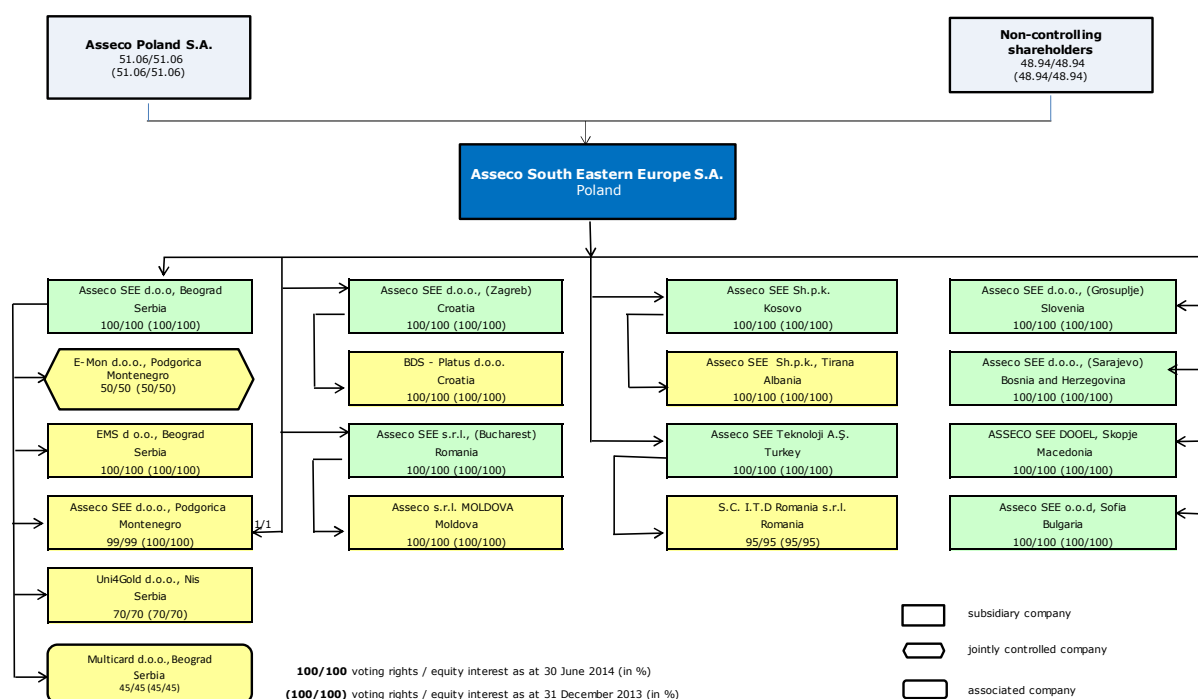 Asseco Poland S.A.
51.06/51.06
(51.06/51.06)
Non-controlling
shareholders
48.94/48.94
(48.94/48.94)
Asseco South Eastern Europe S.A.
Poland
Asseco SEE d.o.o, Beograd
Serbia
100/100 (100/100)
Asseco SEE d.o.o., (Zagreb)
Croatia
100/100 (100/100)
Asseco SEE Sh.p.k.
Kosovo
100/100 (100/100)
Asseco SEE d.o.o., (Grosuplje)
Slovenia
100/100 (100/100)
E-Mon d.o.o., Podgorica
Montenegro
50/50 (50/50)
BDS - Platus d.o.o.
Croatia
100/100 (100/100)
Asseco SEE Sh.p.k., Tirana
Albania
100/100 (100/100)
Asseco SEE d.o.o., (Sarajevo)
Bosnia and Herzegovina
100/100 (100/100)
EMS d o.o., Beograd
Serbia
100/100 (100/100)
Asseco SEE s.r.l., (Bucharest)
Romania
100/100 (100/100)
Asseco SEE Teknoloji A.Ş.
Turkey
100/100 (100/100)
ASSECO SEE DOOEL, Skopje
Macedonia
100/100 (100/100)
Asseco SEE d.o.o., Podgorica
Montenegro
99/99 (100/100)
1/1
Asseco s.r.l. MOLDOVA
Moldova
100/100 (100/100)
S.C. I.T.D Romania s.r.l.
Romania
95/95 (95/95)
Asseco SEE o.o.d, Sofia
Bulgaria
100/100 (100/100)
Uni4Gold d.o.o., Nis
Serbia
70/70 (70/70)
Multicard d.o.o., Beograd
Serbia
45/45 (45/45)
100/100 voting rights / equity interest as at 30 June 2014 (in %)
(100/100) voting rights / equity interest as at 31 December 2013 (in %)
subsidiary company
jointly controlled company
associated company